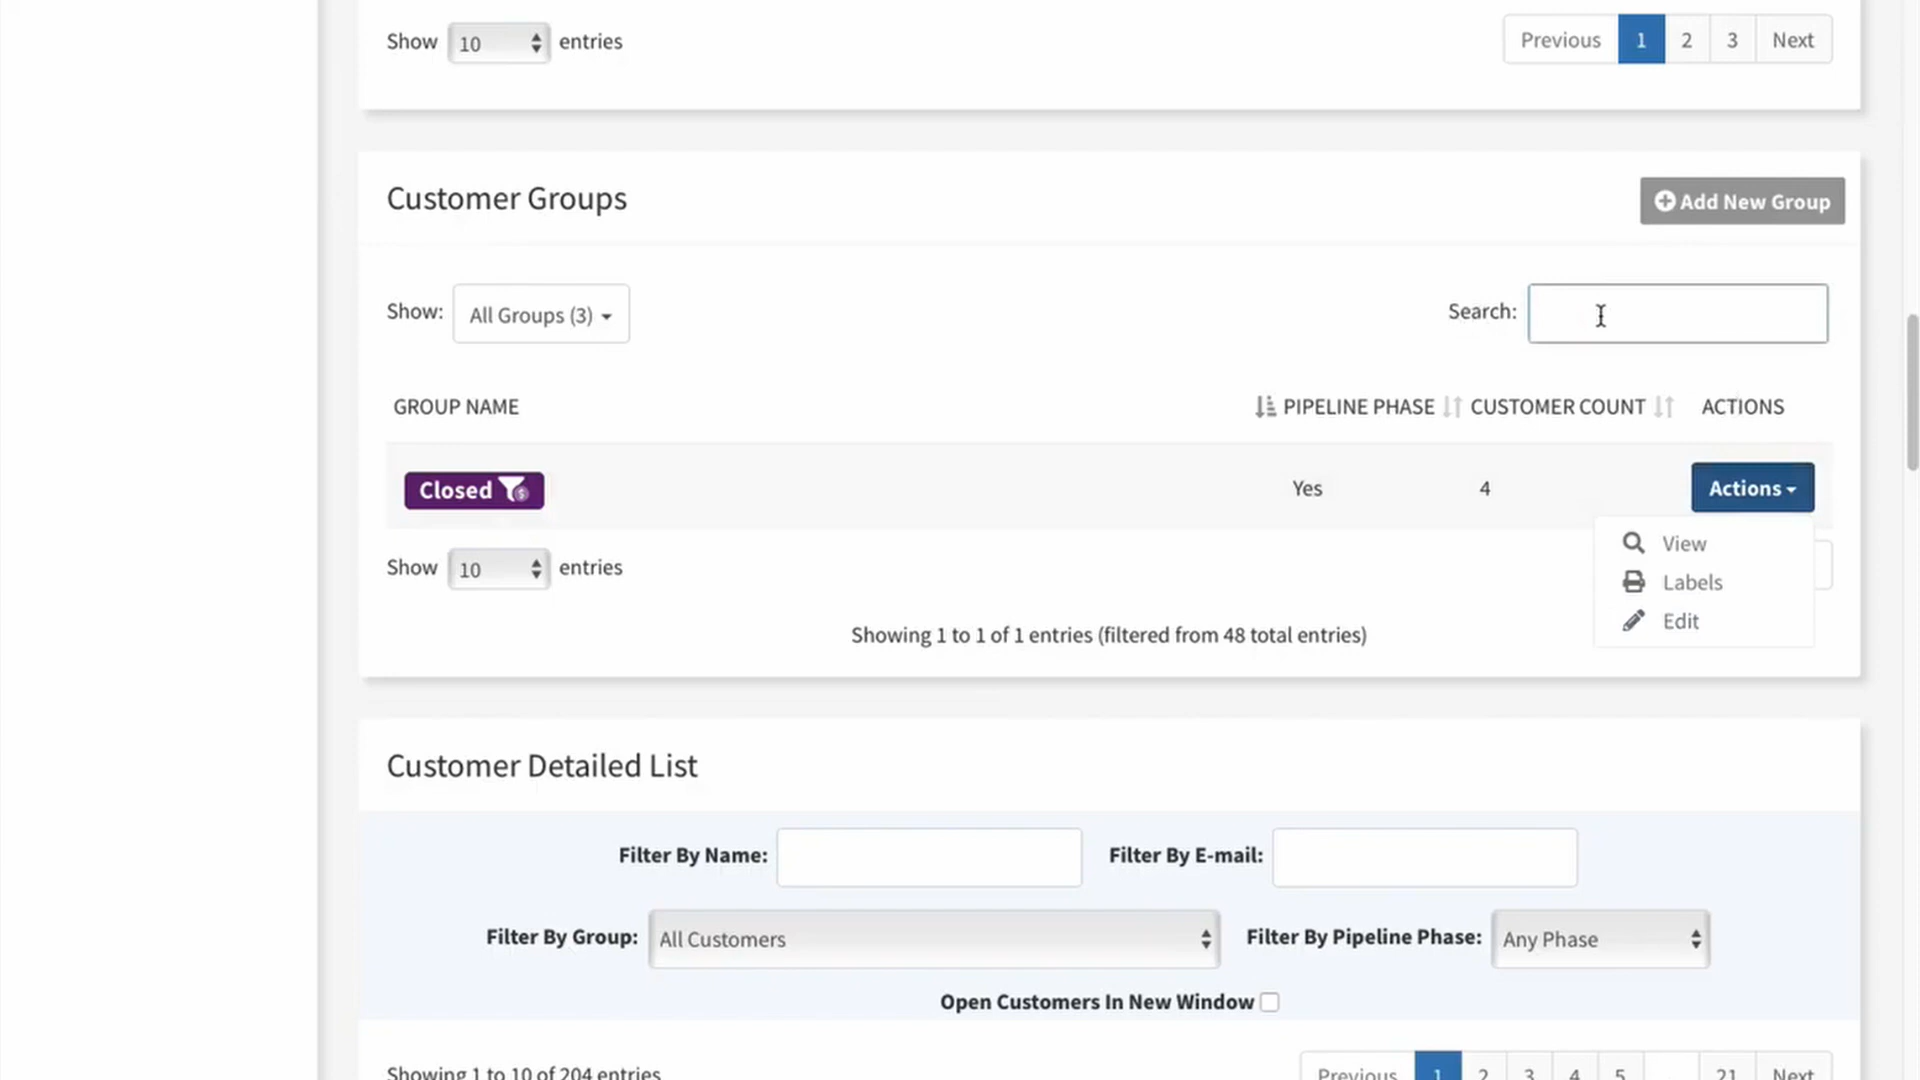 Show 10 entries Previous 1 2 3 Next
Customer Groups Add New Group
Show: All Groups (3) Search:
GROUP NAME PIPELINE PHASE CUSTOMER COUNT ACTIONS
Closed Yes 4 Actions
View
Show 10 entries
Labels
Edit
Showing 1 to 1 of 1 entries (filtered from 48 total entries)
Customer Detailed List
Filter By Name: Filter By E-mail:
Filter By Group: All Customers Filter By Pipeline Phase: Any Phase
Open Customers In New Window
Showing 1 to 10 of 204 entries Previous 1 2 3 4 5 ... 21 Next